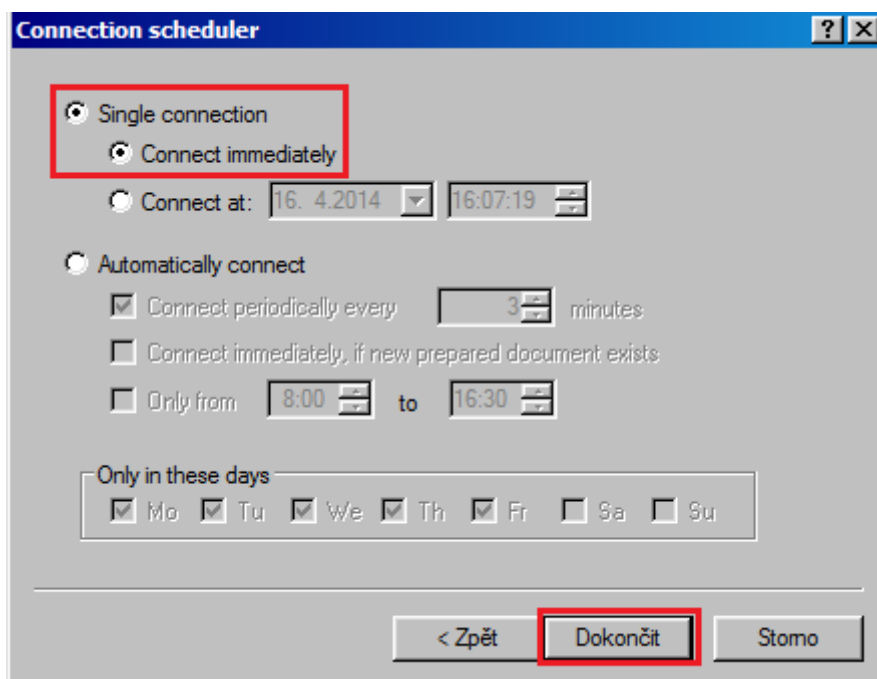 Connection scheduler ? X
Single connection
Connect immediately
Connect at: 16. 4.2014 16:07:19
Automatically connect
Connect periodically every 3 minutes
Connect immediately, if new prepared document exists
Only from 8:00 to 16:30
Only in these days
Mo Tu We Th Fr Sa Su
< Zpět Dokončit Storno